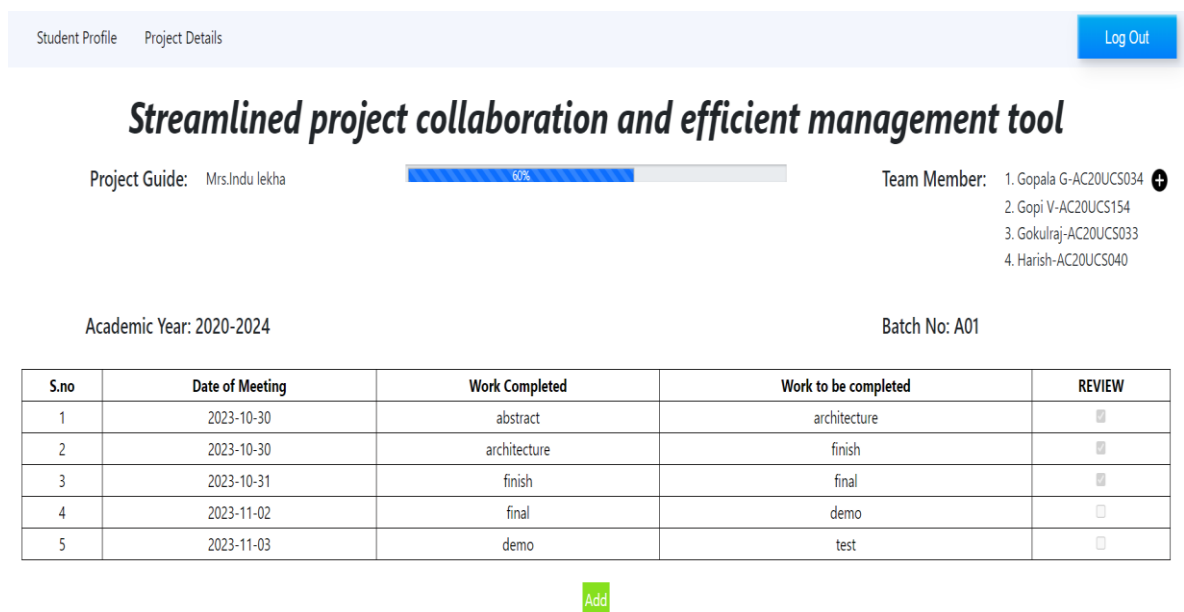 Student Profile Project Details Log Out
Streamlined project collaboration and efficient management tool
Project Guide: Mrs.Indu lekha 60% Team Member: 1. Gopala G-AC20UCS034
2. Gopi V-AC20UCS154
3. Gokulraj-AC20UCS033
4. Harish-AC20UCS040
Academic Year: 2020-2024 Batch No: A01
S.no Date of Meeting Work Completed Work to be completed REVIEW
1 2023-10-30 abstract architecture
2 2023-10-30 architecture finish
3 2023-10-31 finish final
4 2023-11-02 final demo
5 2023-11-03 demo test
Add